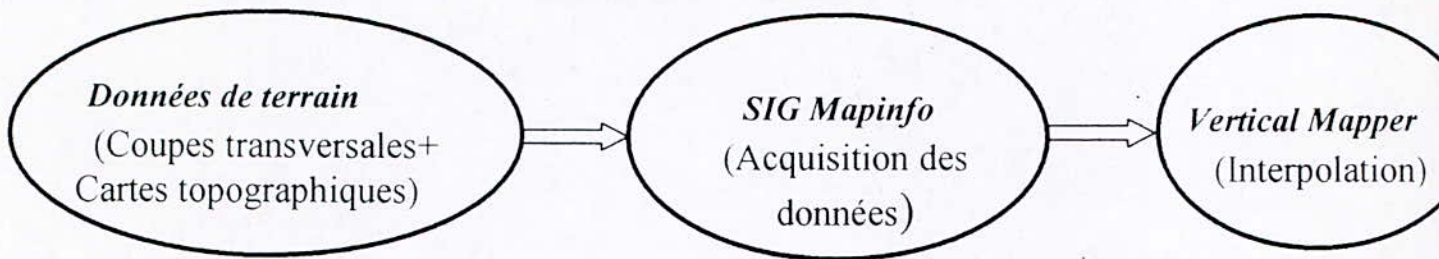 Données de terrain
(Coupes transversales+
Cartes topographiques)
SIG Mapinfo
(Acquisition des
données)
Vertical Mapper
(Interpolation)